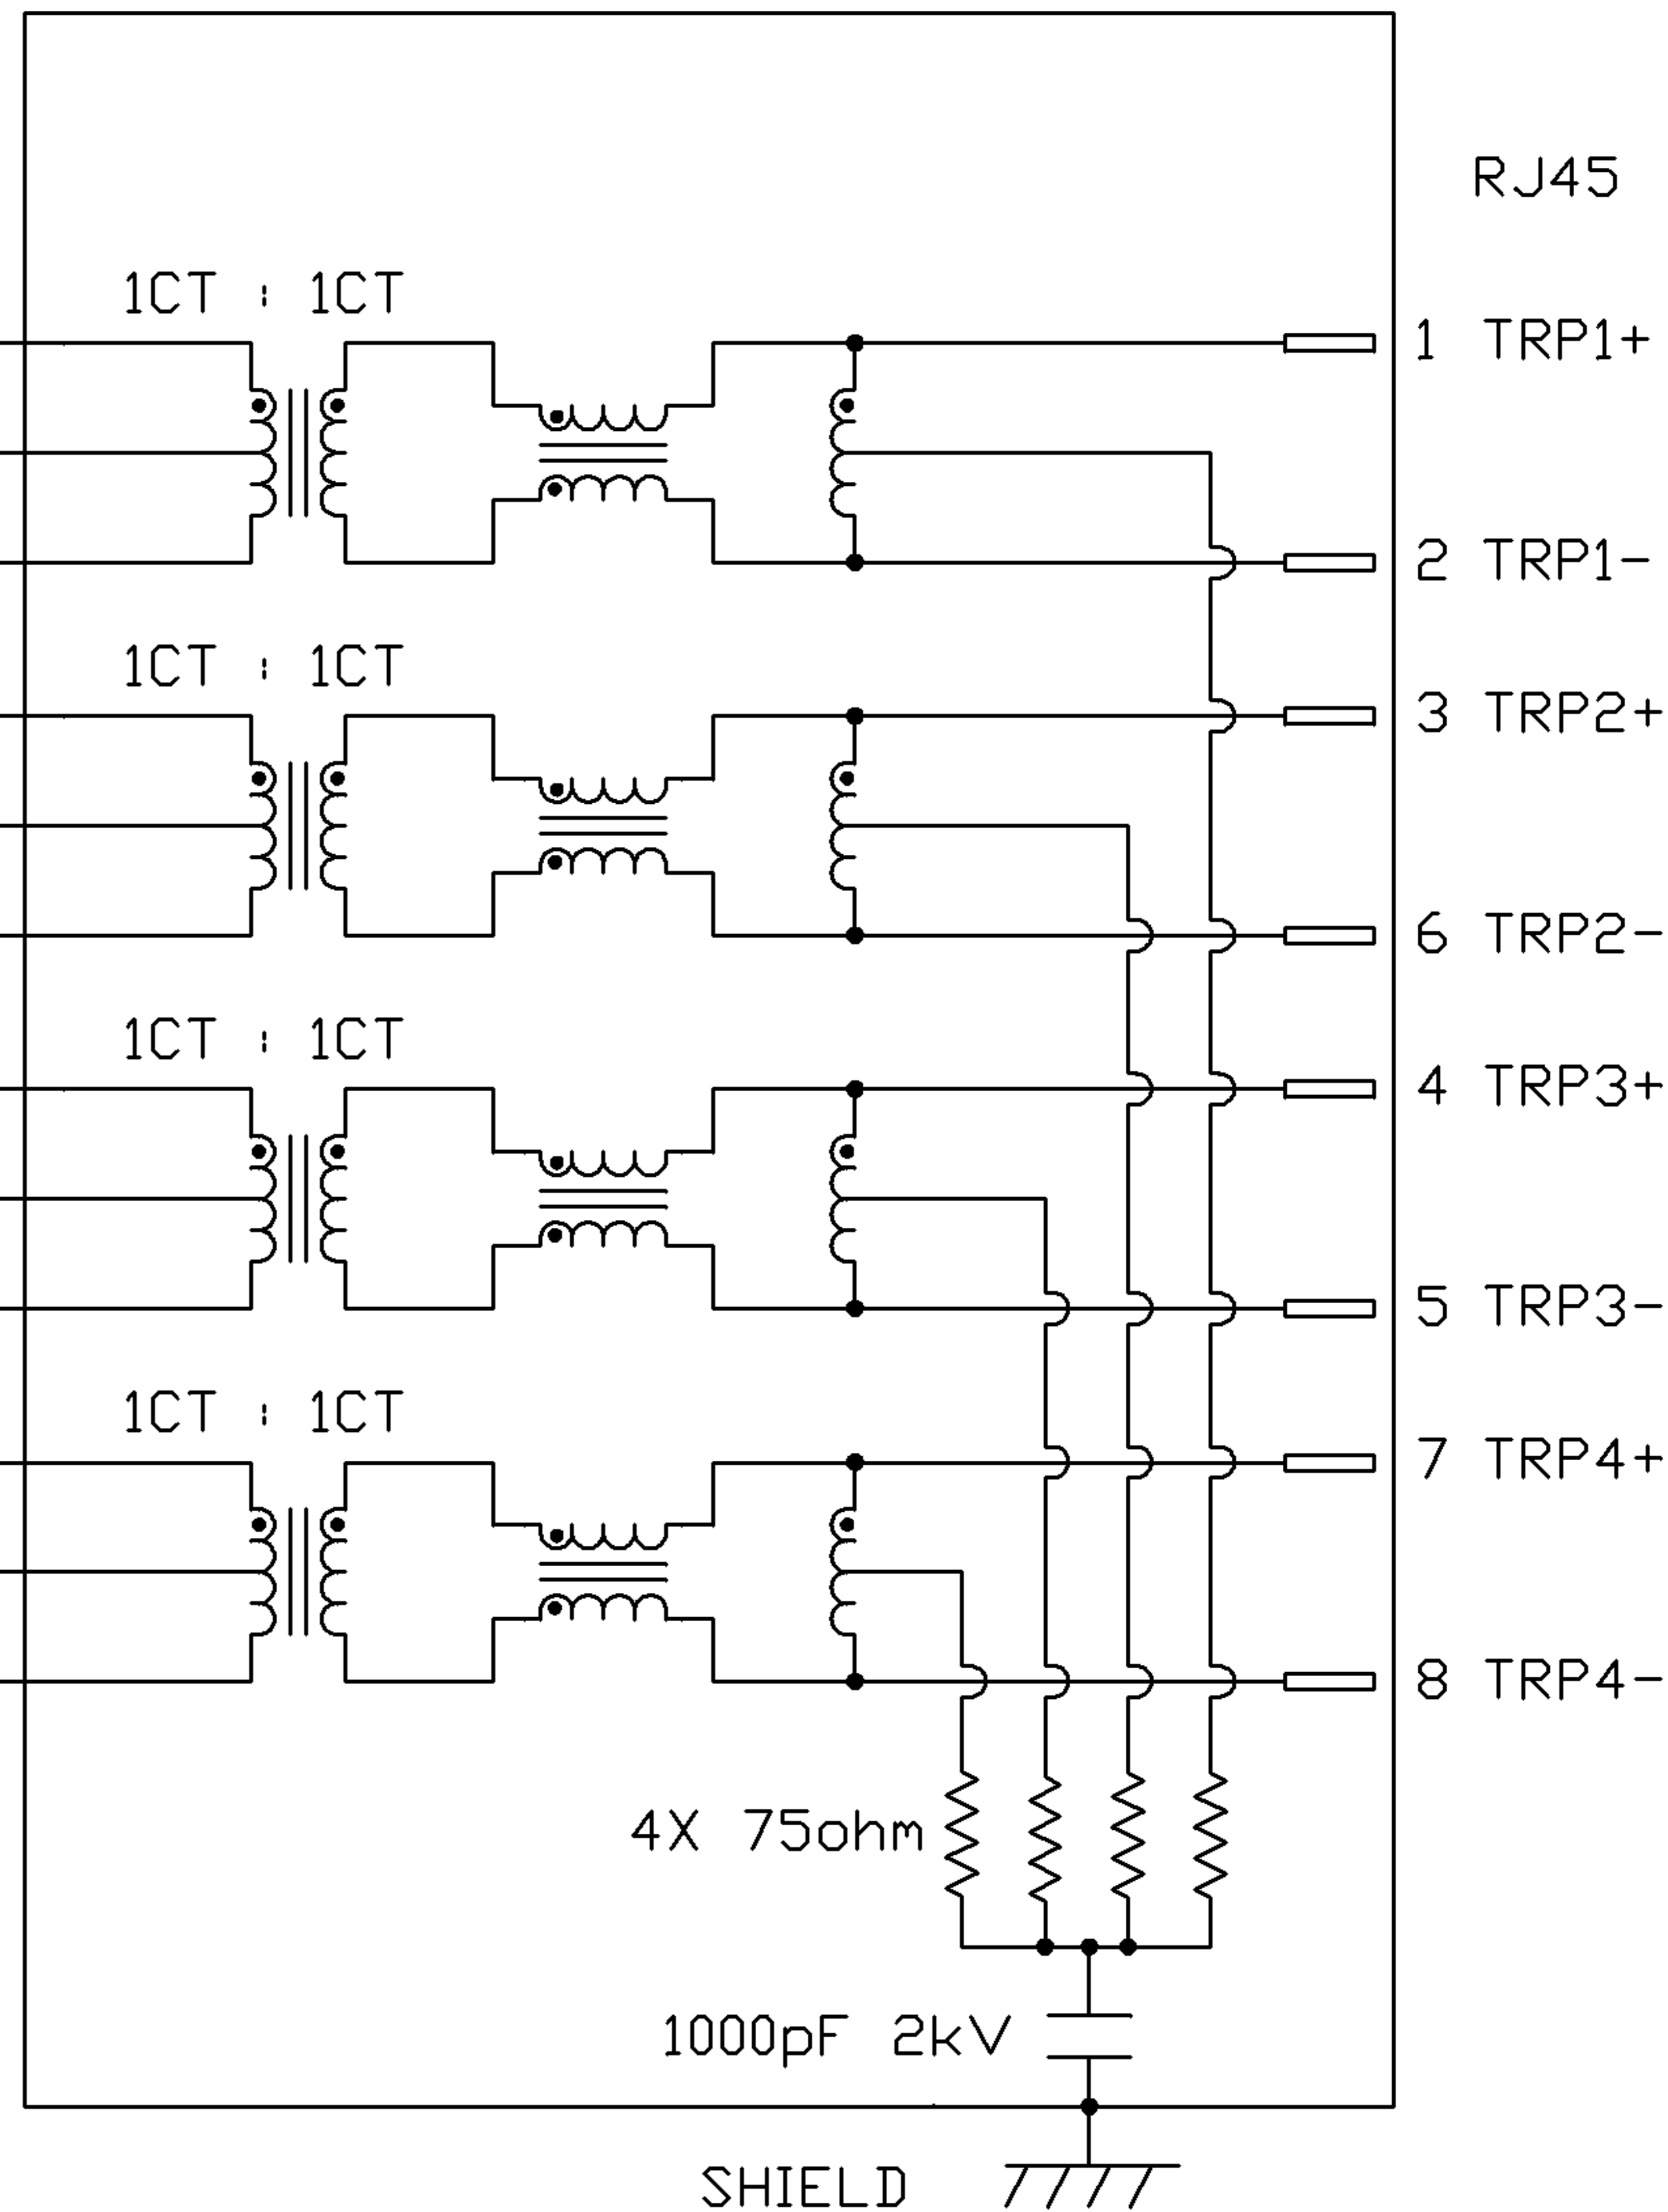 RJ45
1CT : 1CT
1 TRP1+
2 TRP1-
1CT : 1CT
3 TRP2+
6 TRP2-
1CT : 1CT
4 TRP3+
5 TRP3-
1CT : 1CT
7 TRP4+
8 TRP4-
4X 75ohm
1000pF 2kV
SHIELD